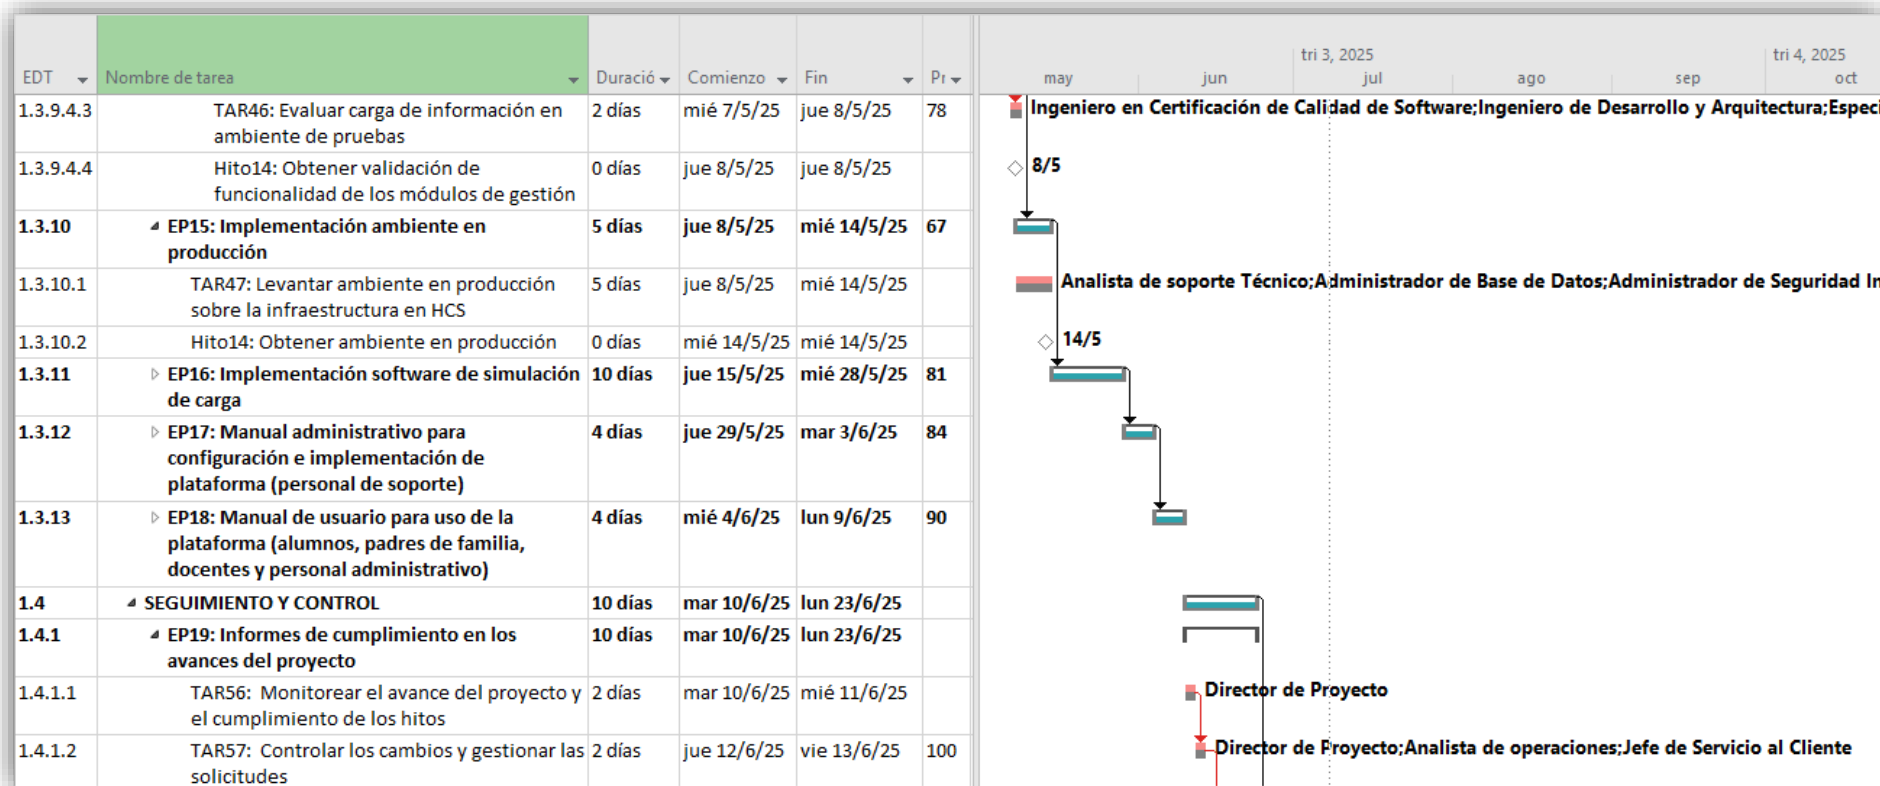 tri 3, 2025 tri 4, 2025
EDT Nombre de tarea Duració Comienzo Fin Pr may jun jul ago sep oct
1.3.9.4.3 TAR46: Evaluar carga de información en 2 días mié 7/5/25 jue 8/5/25 78 Ingeniero en Certificación de Calidad de Software;Ingeniero de Desarrollo y Arquitectura;Especi
ambiente de pruebas
1.3.9.4.4 Hito14: Obtener validación de 0 días jue 8/5/25 jue 8/5/25 8/5
funcionalidad de los módulos de gestión
1.3.10 EP15: Implementación ambiente en 5 días jue 8/5/25 mié 14/5/25 67
producción
1.3.10.1 TAR47: Levantar ambiente en producción 5 días jue 8/5/25 mié 14/5/25 Analista de soporte Técnico;Administrador de Base de Datos;Administrador de Seguridad In
sobre la infraestructura en HCS
1.3.10.2 Hito14: Obtener ambiente en producción 0 días mié 14/5/25 mié 14/5/25 14/5
1.3.11 EP16: Implementación software de simulación 10 días jue 15/5/25 mié 28/5/25 81
de carga
1.3.12 EP17: Manual administrativo para 4 días jue 29/5/25 mar 3/6/25 84
configuración e implementación de
plataforma (personal de soporte)
1.3.13 EP18: Manual de usuario para uso de la 4 días mié 4/6/25 lun 9/6/25 90
plataforma (alumnos, padres de familia,
docentes y personal administrativo)
1.4 SEGUIMIENTO Y CONTROL 10 días mar 10/6/25 lun 23/6/25
1.4.1 EP19: Informes de cumplimiento en los 10 días mar 10/6/25 lun 23/6/25
avances del proyecto
1.4.1.1 TAR56: Monitorear el avance del proyecto y 2 días mar 10/6/25 mié 11/6/25 Director de Proyecto
el cumplimiento de los hitos
1.4.1.2 TAR57: Controlar los cambios y gestionar las 2 días jue 12/6/25 vie 13/6/25 100 Director de Proyecto;Analista de operaciones;Jefe de Servicio al Cliente
solicitudes